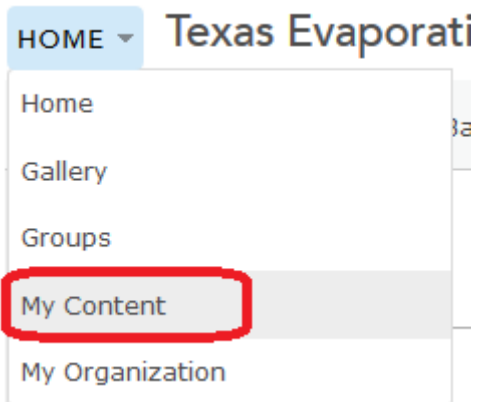 HOME Texas Evaporati
Home
Gallery
Groups
My Content
My Organization